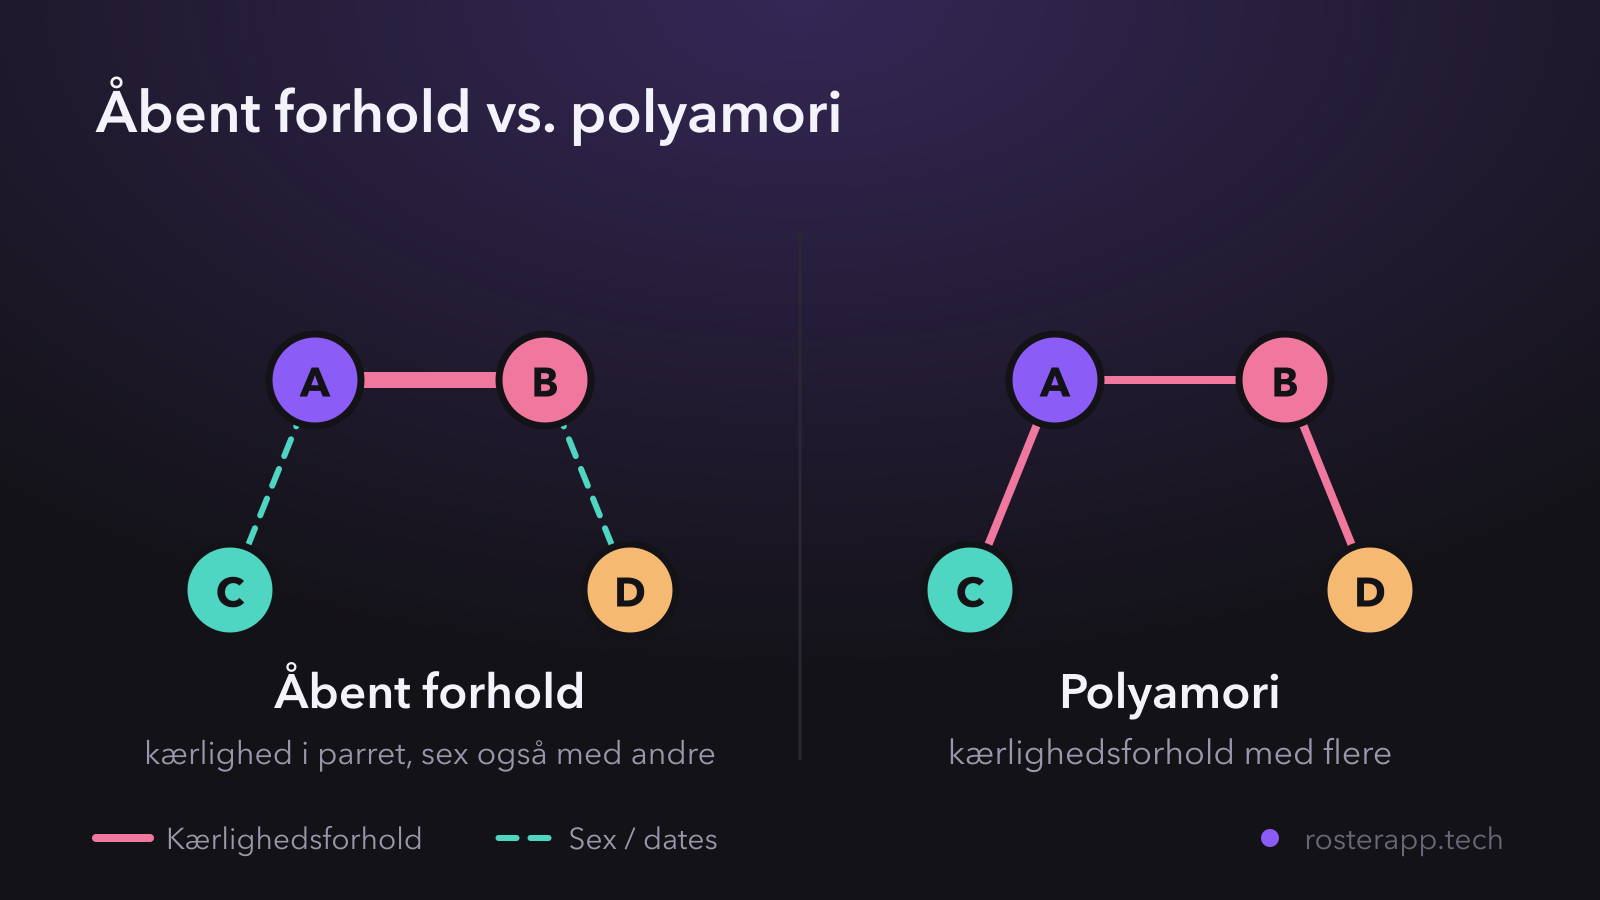 Åbent forhold vs. polyamori
A
B
C
D
Åbent forhold
kærlighed i parret, sex også med andre
A
B
C
D
Polyamori
kærlighedsforhold med flere
Kærlighedsforhold
Sex / dates
rosterapp.tech